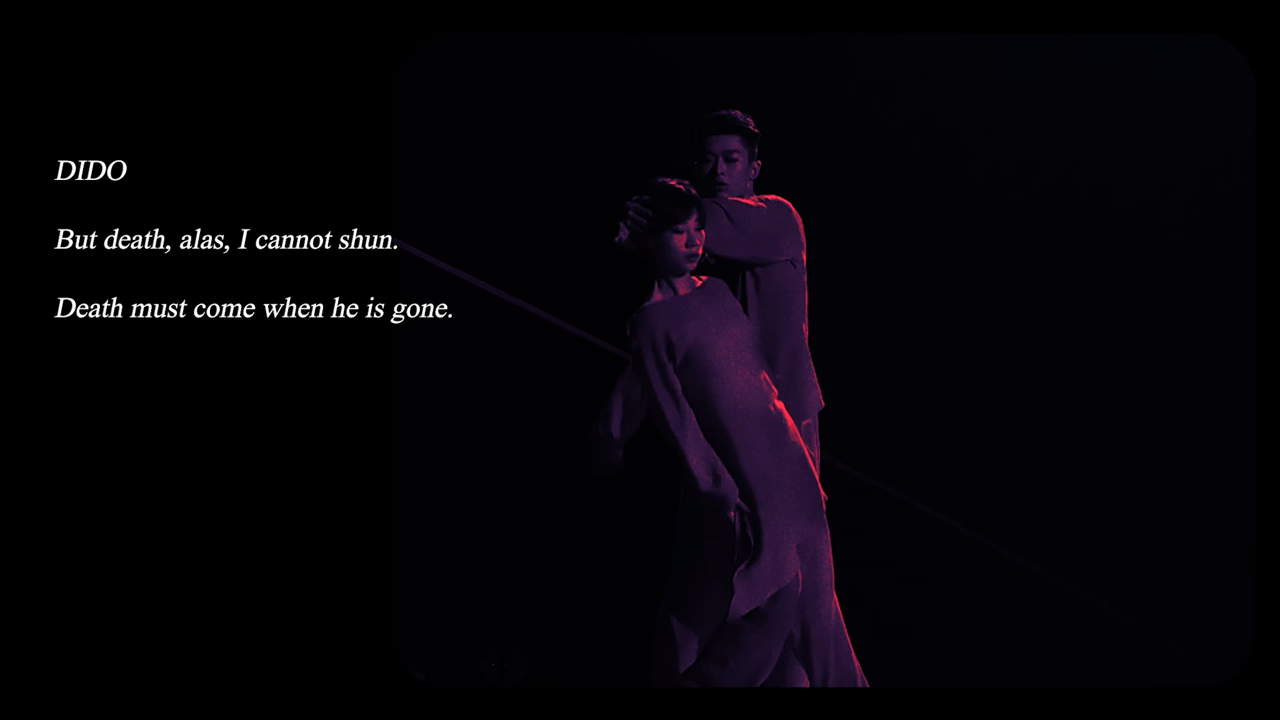 DIDO
But death, alas, I cannot shun.
Death must come when he is gone.